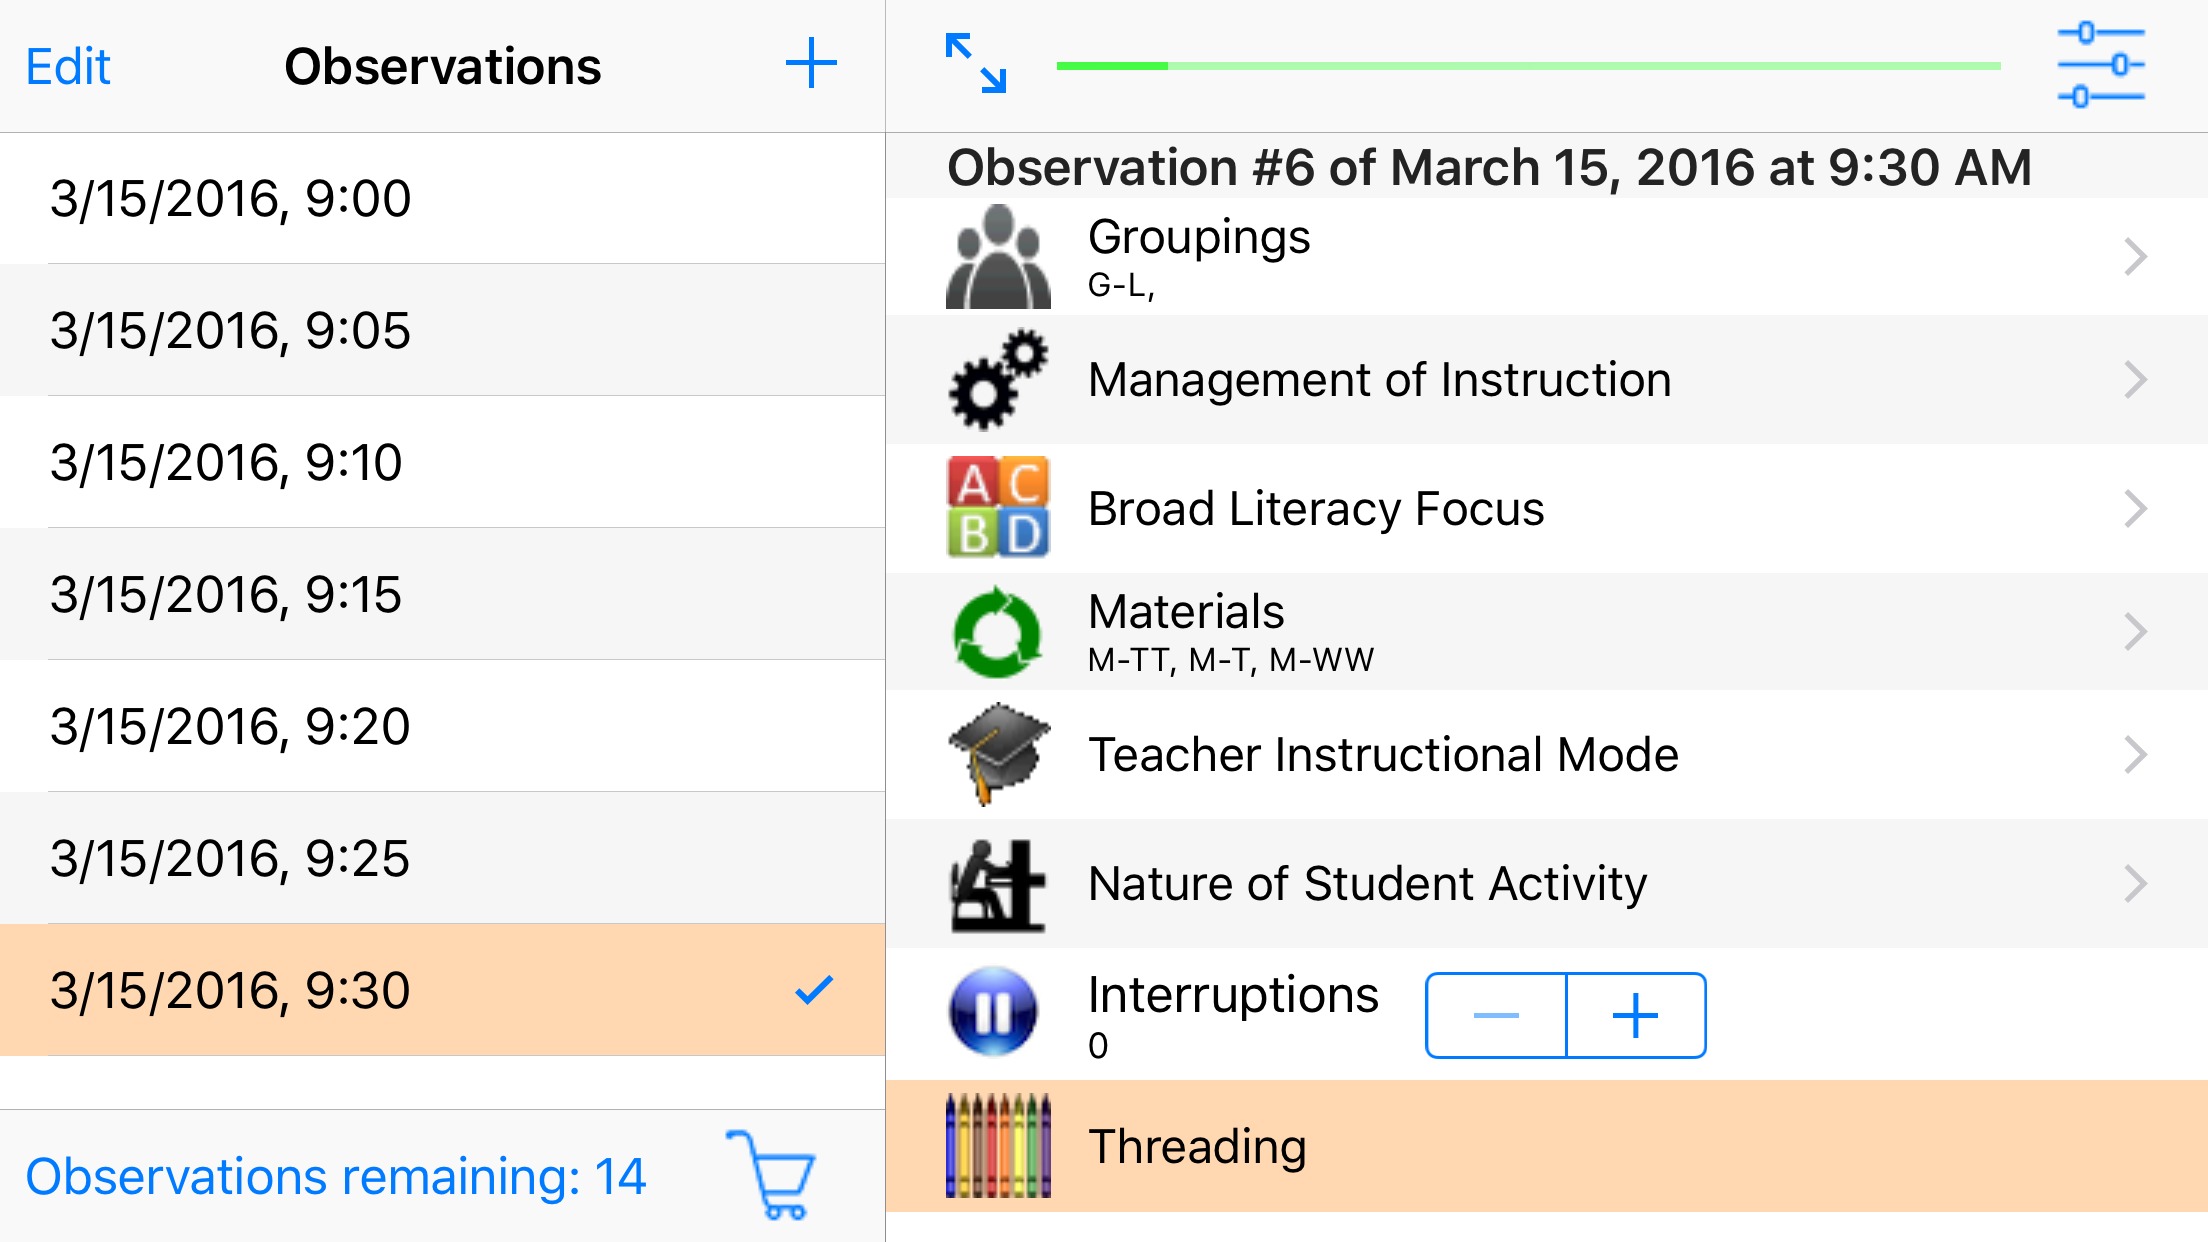 Edit
Observations
3/15/2016, 9:00
3/15/2016, 9:05
3/15/2016, 9:10
3/15/2016, 9:15
3/15/2016, 9:20
3/15/2016, 9:25
3/15/2016, 9:30
Observations remaining: 14
Observation #6 of March 15, 2016 at 9:30 AM
Groupings
G-L,
Management of Instruction
A C
B D
Broad Literacy Focus
Materials
M-TT, M-T, M-WW
Teacher Instructional Mode
Nature of Student Activity
Interruptions
0
Threading